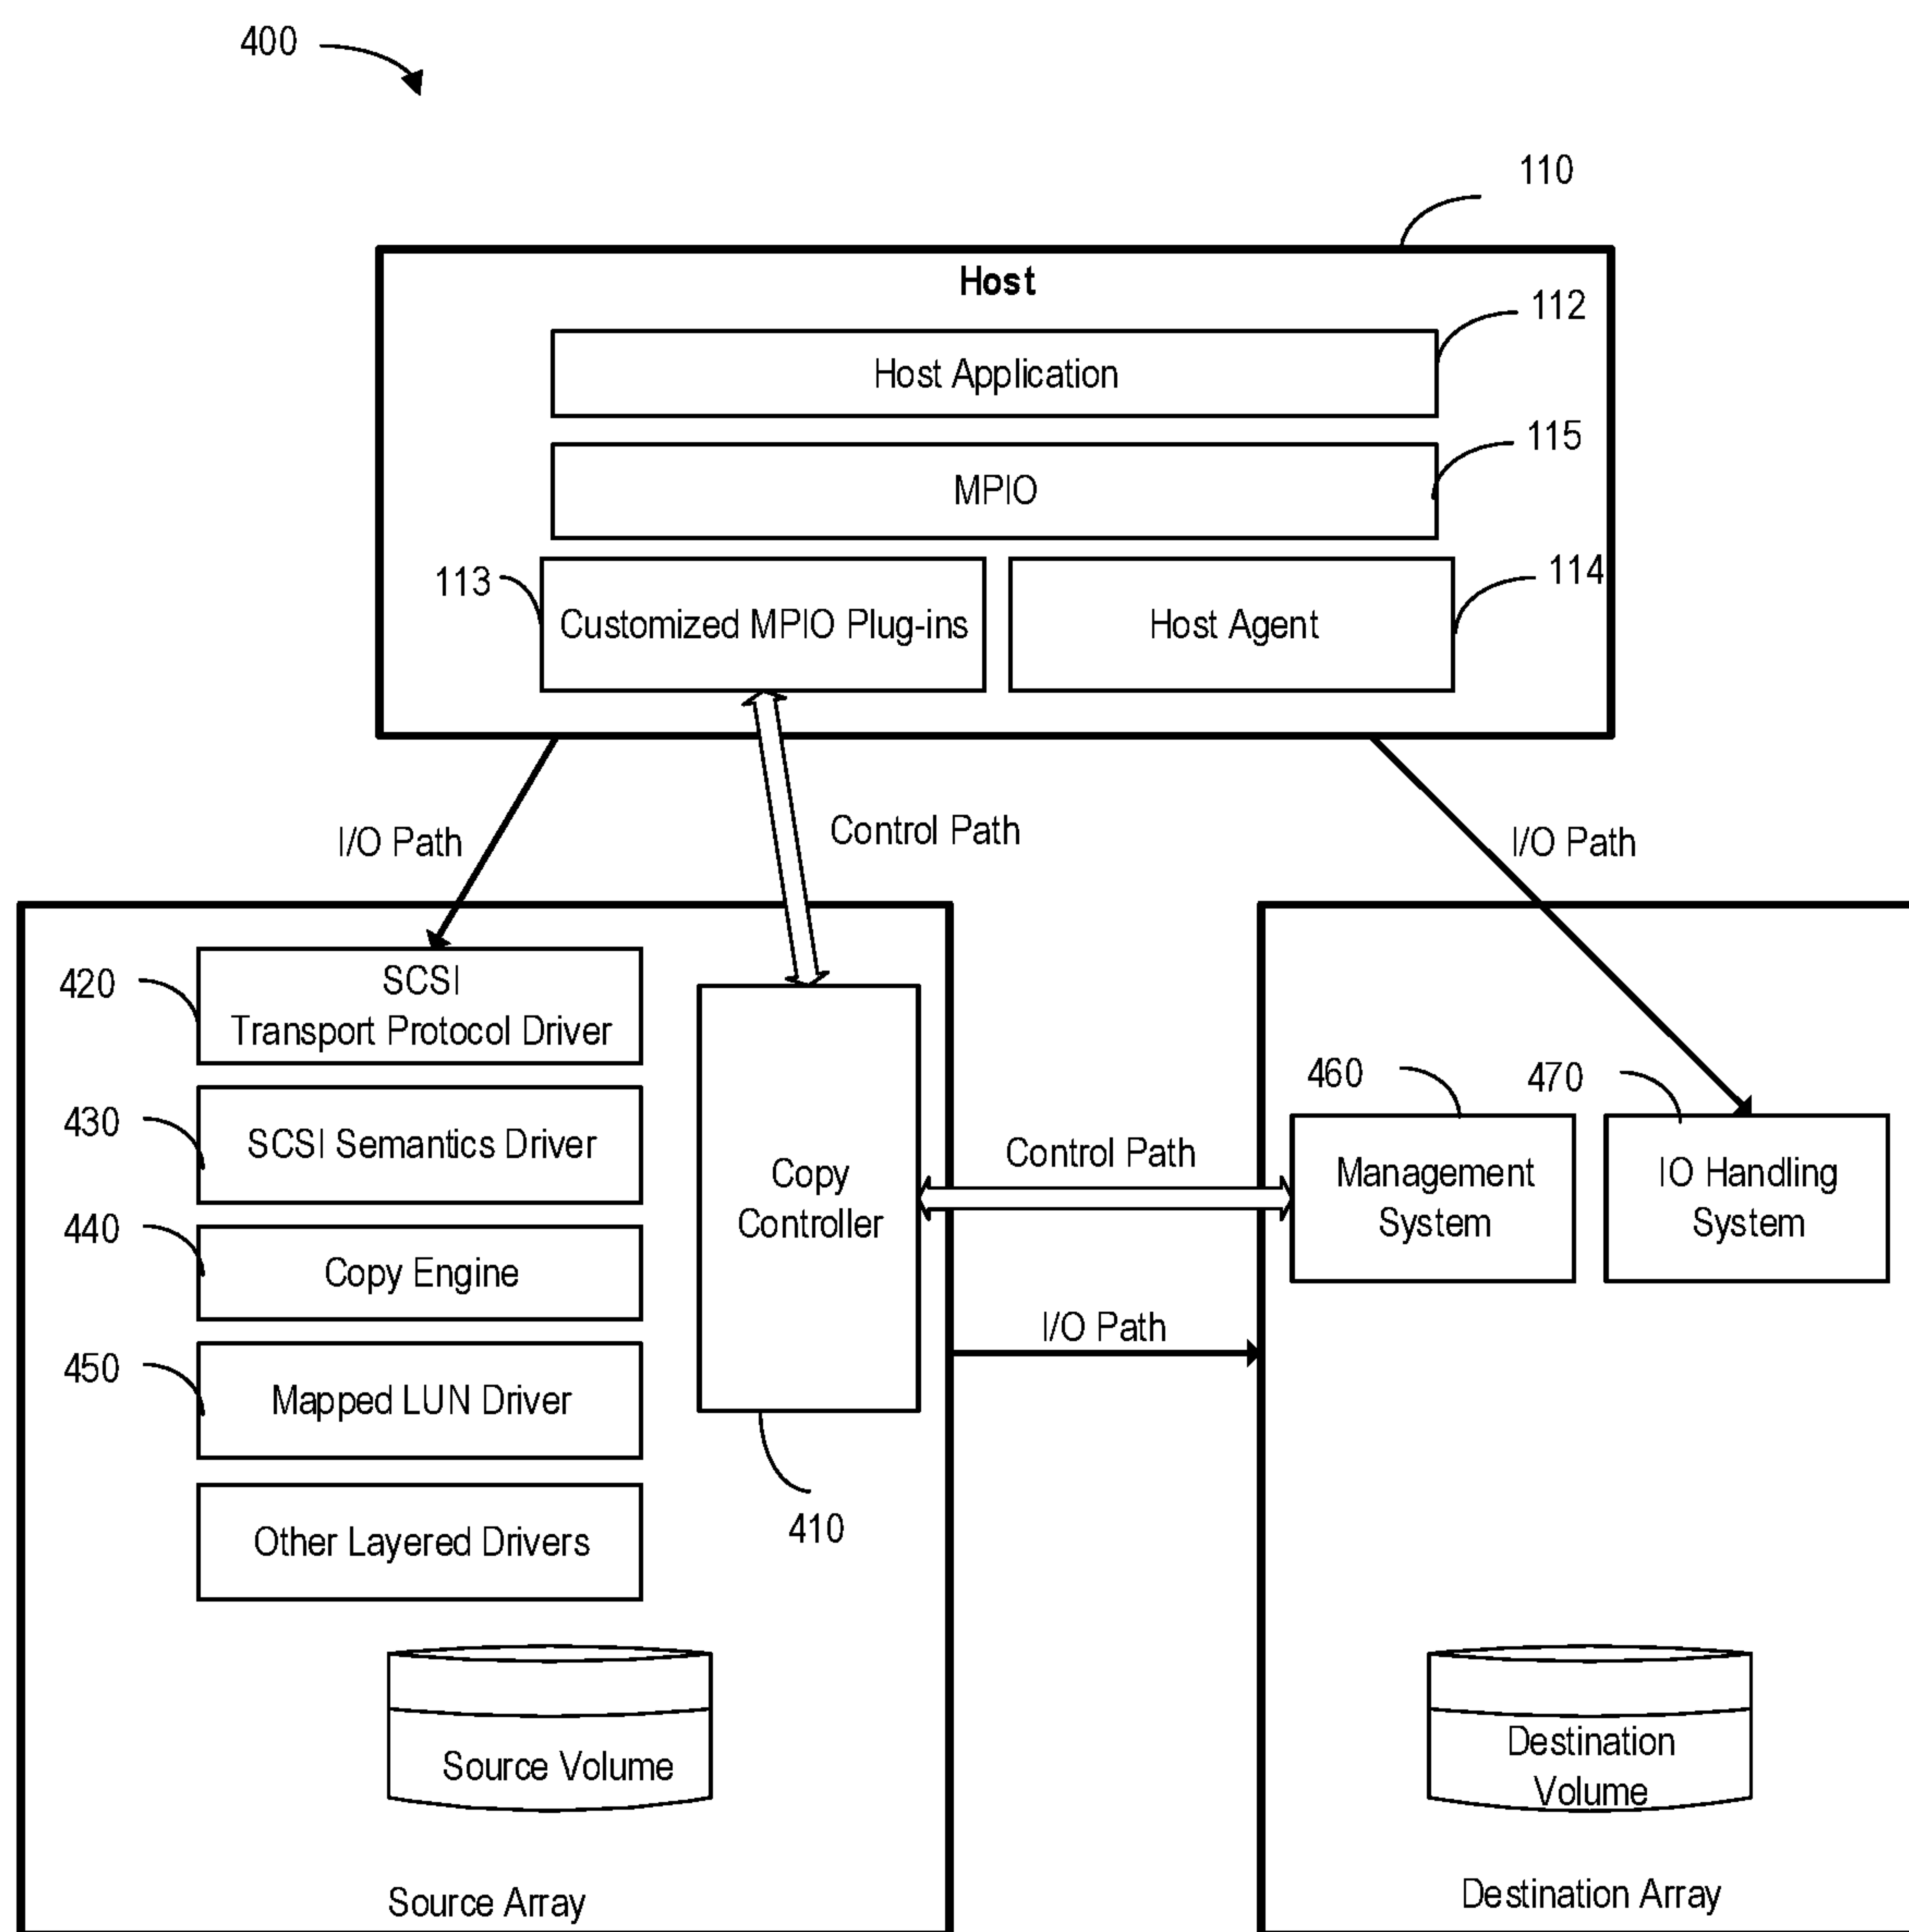 400
110
Host
112
Host Application
115
MPIO
113
114
Customized MPIO Plug-ins
Host Agent
I/O Path
Control Path
I/O Path
420
SCSI
Transport Protocol Driver
430
SCSI Semantics Driver
440
Copy Engine
450
Mapped LUN Driver
Other Layered Drivers
Copy
Controller
410
Control Path
I/O Path
460
470
Management
System
IO Handling
System
Source Volume
Source Array
Destination
Volume
Destination Array